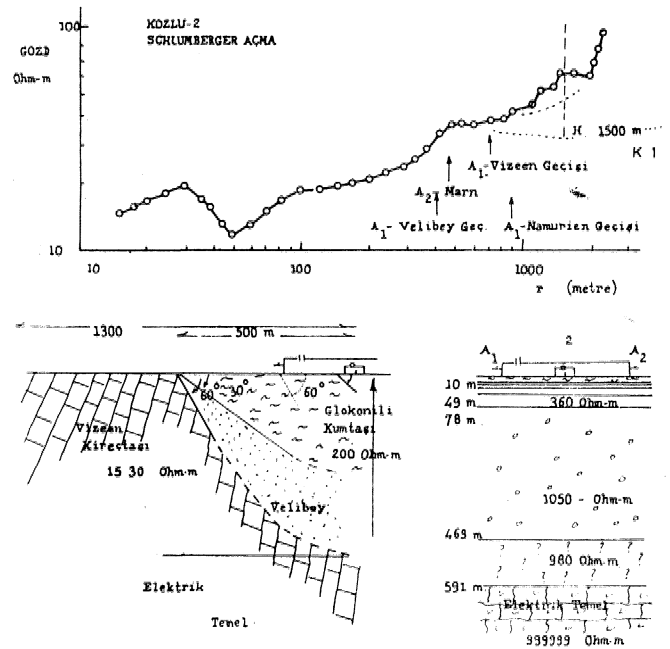 100
KOZLU-2
SCHLUMBERGER AÇMA
GÖZD
Ohm-m
H 1500 m
K 1
A1-Vizeen Geçişi
A2-Marn
A1-Velibey Geç.
A1-Namurien Geçişi
10
10
100
1000
r (metre)
1300
500 m
60° 30°
60°
Glokonili
Kumtaşı
200 Ohm-m
Vizeen
Kireçtaşı
15 30 Ohm-m
Velibey
Elektrik
Temel
2
A1
A2
10 m
49 m
360 Ohm-m
78 m
1050 - Ohm-m
469 m
980 Ohm-m
591 m
Elektrik Temel
999999 Ohm-m